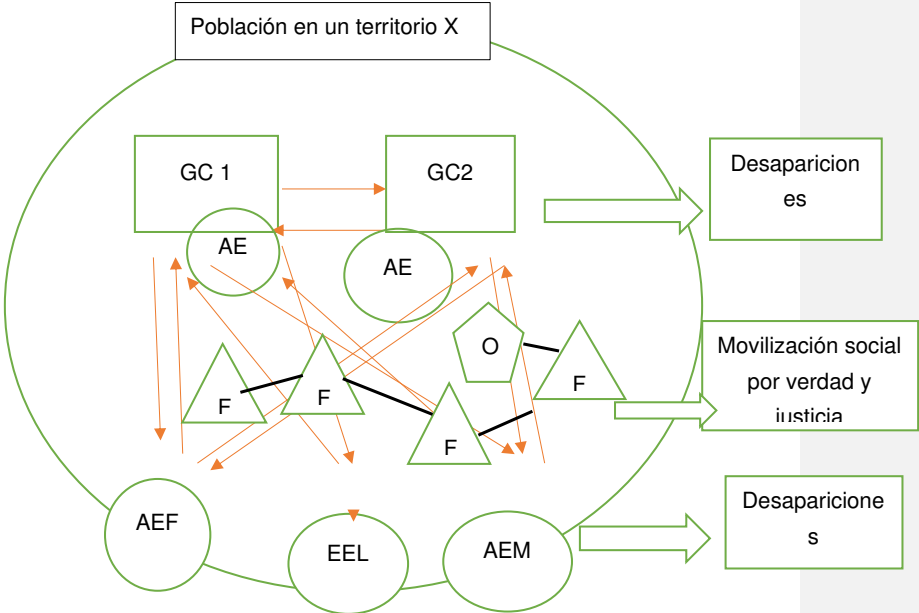 Población en un territorio X
GC 1
GC2
Desaparicion
es
AE
AE
O
Movilización social
por verdad y
justicia
F
F
F
F
AEF
EEL
AEM
Desaparicione
s